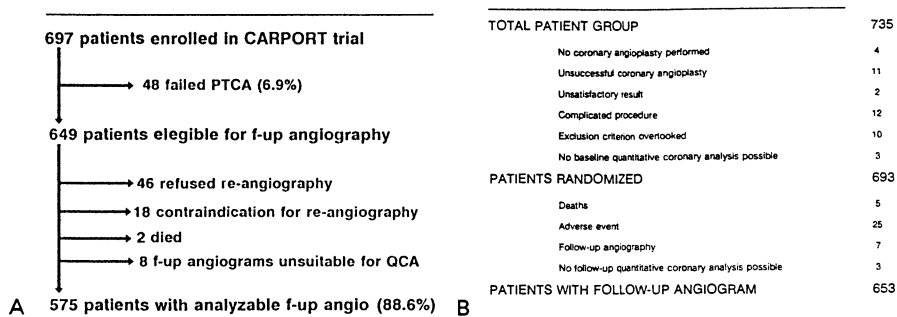 697 patients enrolled in CARPORT trial
48 failed PTCA (6.9%)
649 patients elegible for f-up angiography
46 refused re-angiography
18 contraindication for re-angiography
2 died
8 f-up angiograms unsuitable for QCA
575 patients with analyzable f-up angio (88.6%)
A
TOTAL PATIENT GROUP 735
No coronary angioplasty performed 4
Unsuccessful coronary angioplasty 11
Unsatisfactory result 2
Complicated procedure 12
Exclusion criterion overlooked 10
No baseline quantitative coronary analysis possible 3
PATIENTS RANDOMIZED 693
Deaths 5
Adverse event 25
Follow-up angiography 7
No follow-up quantitative coronary analysis possible 3
PATIENTS WITH FOLLOW-UP ANGIOGRAM 653
B